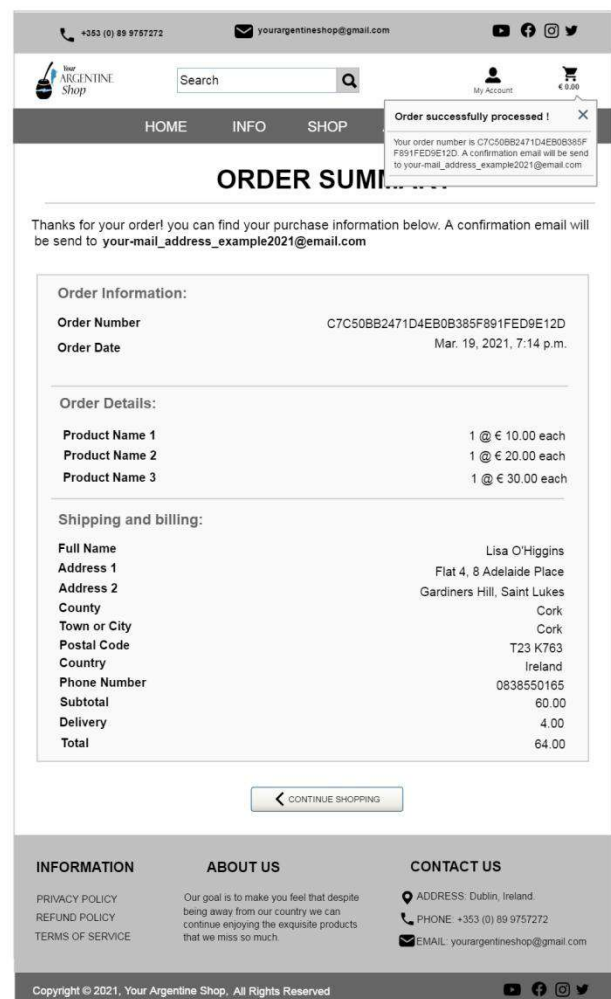 +353 (0) 89 9757272
yourargentineshop@gmail.com
Your
ARGENTINE
Shop
Search
My Account
€ 0.00
HOME INFO SHOP
Order successfully processed !
Your order number is C7C50BB2471D4EB0B385F
F891FED9E12D. A confirmation email will be send
to your-mail_address_example2021@email.com
ORDER SUMMARY
Thanks for your order! you can find your purchase information below. A confirmation email will
be send to your-mail_address_example2021@email.com
Order Information:
Order Number C7C50BB2471D4EB0B385F891FED9E12D
Order Date Mar. 19, 2021, 7:14 p.m.
Order Details:
Product Name 1 1 @ € 10.00 each
Product Name 2 1 @ € 20.00 each
Product Name 3 1 @ € 30.00 each
Shipping and billing:
Full Name Lisa O'Higgins
Address 1 Flat 4, 8 Adelaide Place
Address 2 Gardiners Hill, Saint Lukes
County Cork
Town or City Cork
Postal Code T23 K763
Country Ireland
Phone Number 0838550165
Subtotal 60.00
Delivery 4.00
Total 64.00
CONTINUE SHOPPING
INFORMATION
PRIVACY POLICY
REFUND POLICY
TERMS OF SERVICE
ABOUT US
Our goal is to make you feel that despite
being away from our country we can
continue enjoying the exquisite products
that we miss so much.
CONTACT US
ADDRESS: Dublin, Ireland.
PHONE: +353 (0) 89 9757272
EMAIL: yourargentineshop@gmail.com
Copyright © 2021, Your Argentine Shop, All Rights Reserved